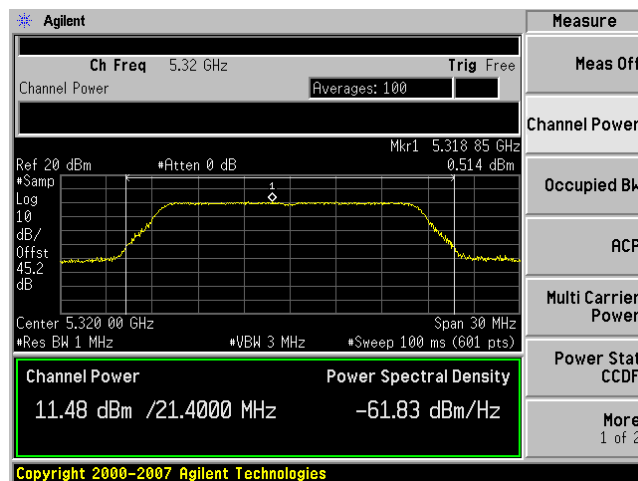 Agilent
Measure
Ch Freq 5.32 GHz Trig Free
Channel Power Averages: 100
Meas Off
Mkr1 5.318 85 GHz
Ref 20 dBm #Atten 0 dB 0.514 dBm
Channel Power
#Samp
Log
10
dB/
Offst
45.2
dB
1
Occupied BW
ACP
Center 5.320 00 GHz Span 30 MHz
#Res BW 1 MHz #VBW 3 MHz #Sweep 100 ms (601 pts)
Multi Carrier
Power
Channel Power Power Spectral Density
11.48 dBm /21.4000 MHz -61.83 dBm/Hz
Power Stat
CCDF
More
1 of 2
Copyright 2000-2007 Agilent Technologies